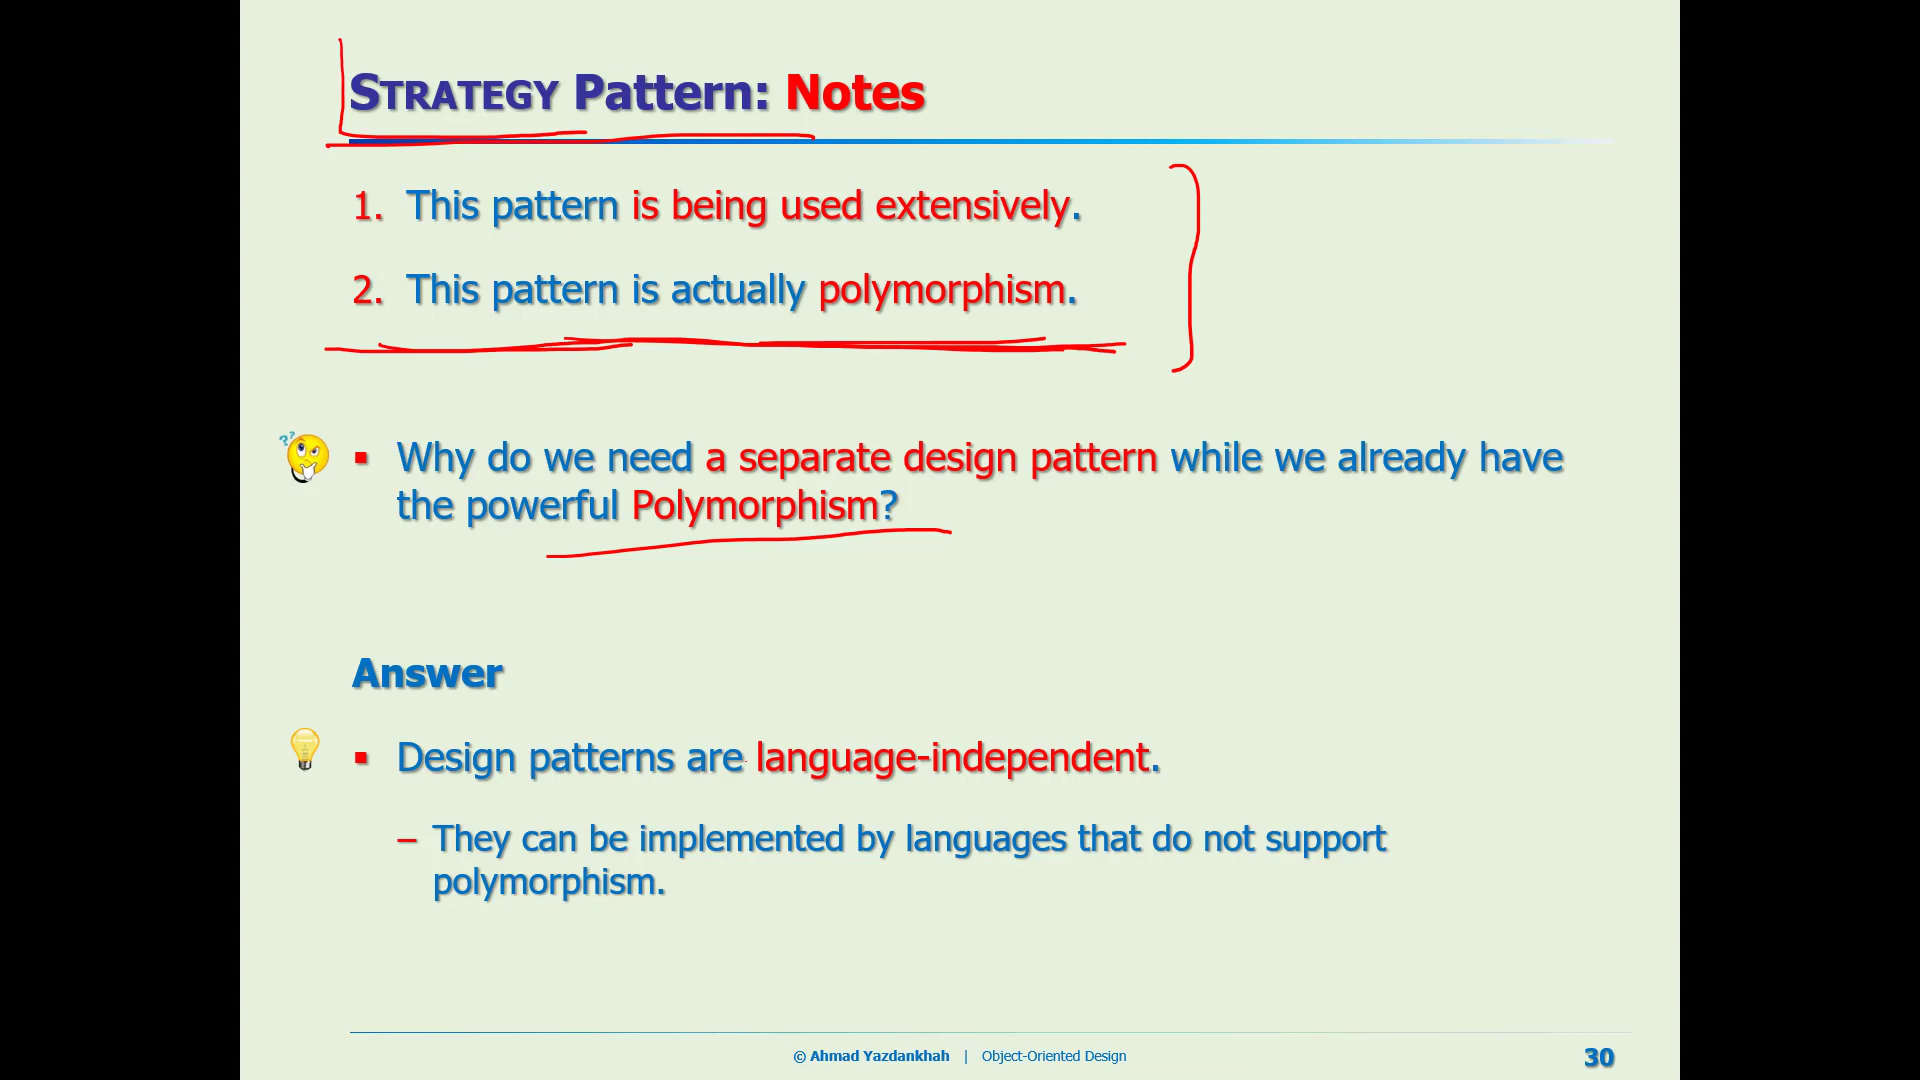 STRATEGY Pattern: Notes
1. This pattern is being used extensively.
2. This pattern is actually polymorphism.
▪ Why do we need a separate design pattern while we already have
the powerful Polymorphism?
Answer
▪ Design patterns are language-independent.
– They can be implemented by languages that do not support
polymorphism.
© Ahmad Yazdankhah | Object-Oriented Design
30